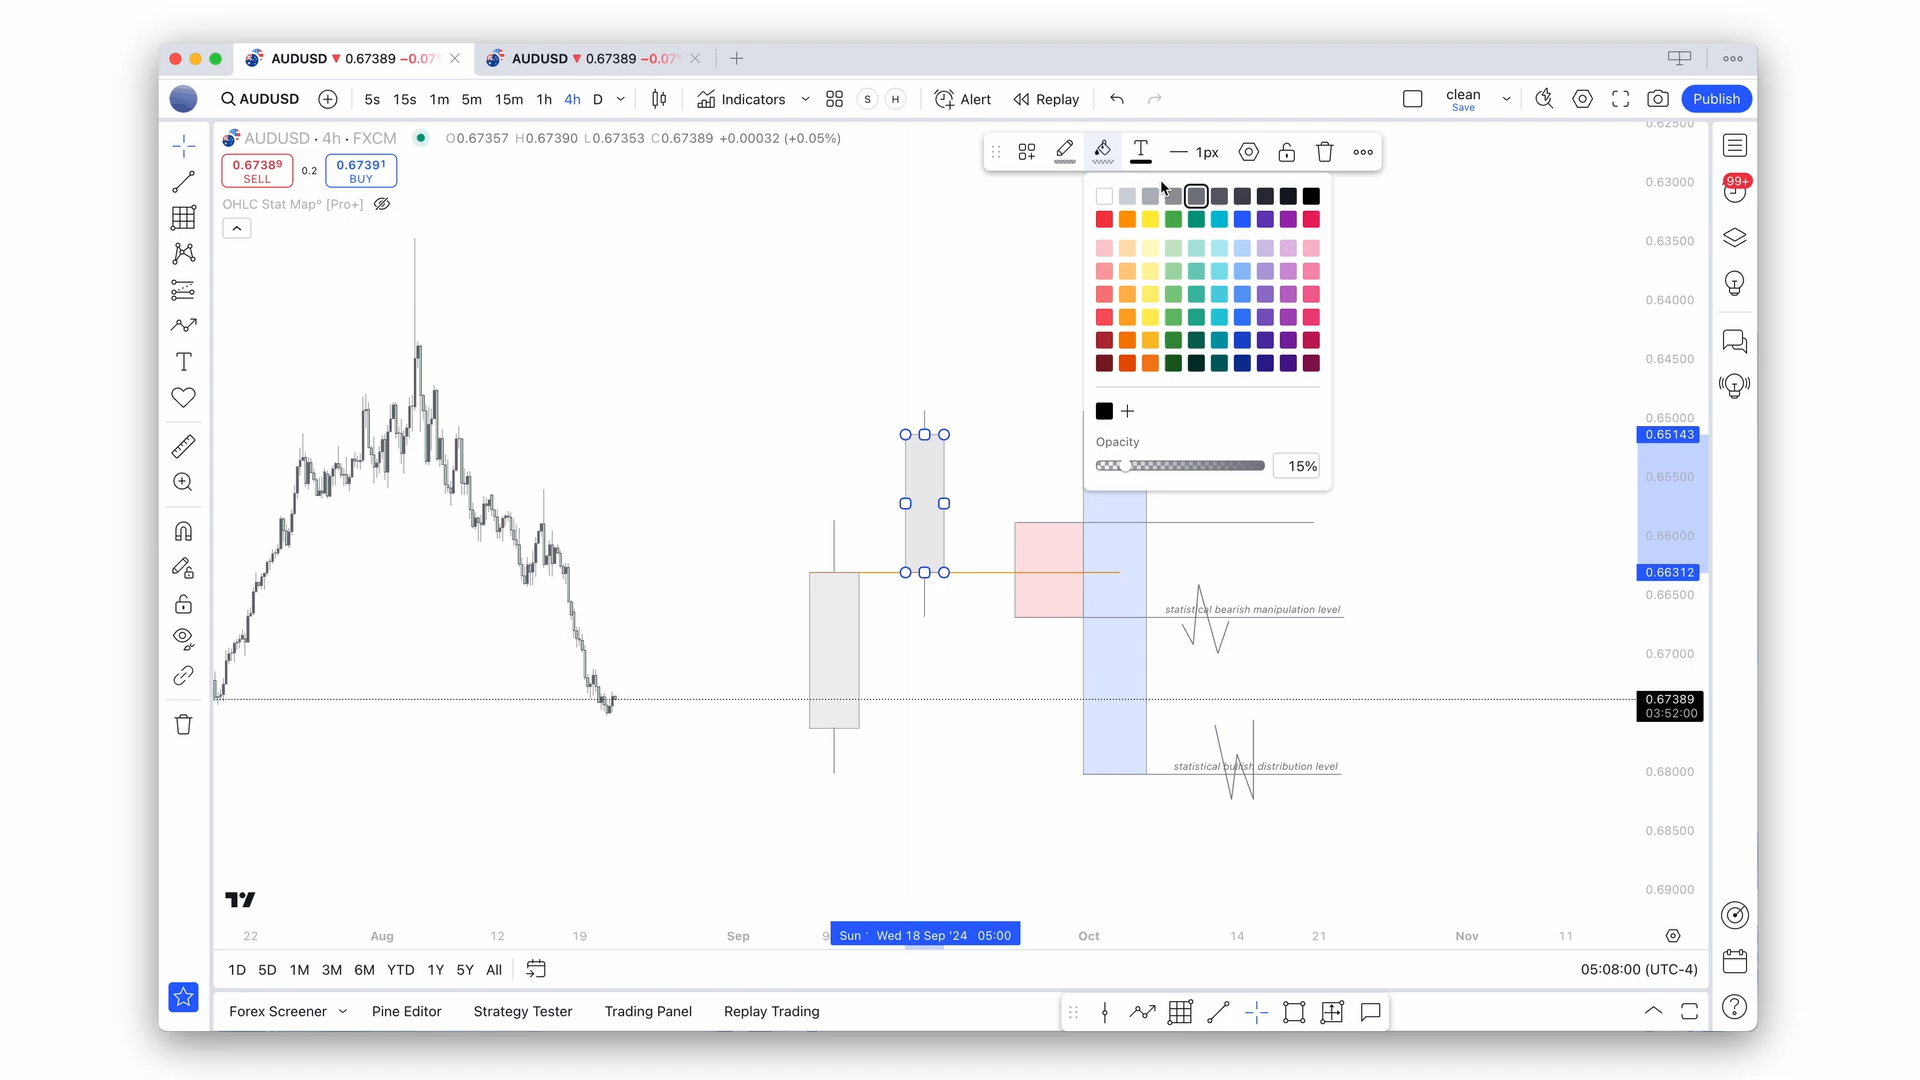 AUDUSD ▼ 0.67389 −0.07%
AUDUSD ▼ 0.67389 −0.07%
AUDUSD
5s 15s 1m 5m 15m 1h 4h D
Indicators
S H
Alert
Replay
clean
Save
Publish
AUDUSD · 4h · FXCM
O0.67357 H0.67390 L0.67353 C0.67389 +0.00032 (+0.05%)
0.67389
SELL
0.2
0.67391
BUY
OHLC Stat Map° [Pro+]
T 1px
Opacity
15%
0.62500
0.63000
0.63500
0.64000
0.64500
0.65000
0.65143
0.65500
0.66000
0.66312
0.66500
0.67000
0.67389
03:52:00
0.68000
0.68500
0.69000
99+
statistical bearish manipulation level
statistical bullish distribution level
22 Aug 12 19 Sep 9 Sun Wed 18 Sep '24 05:00 Oct 14 21 Nov 11
1D 5D 1M 3M 6M YTD 1Y 5Y All
05:08:00 (UTC-4)
Forex Screener Pine Editor Strategy Tester Trading Panel Replay Trading